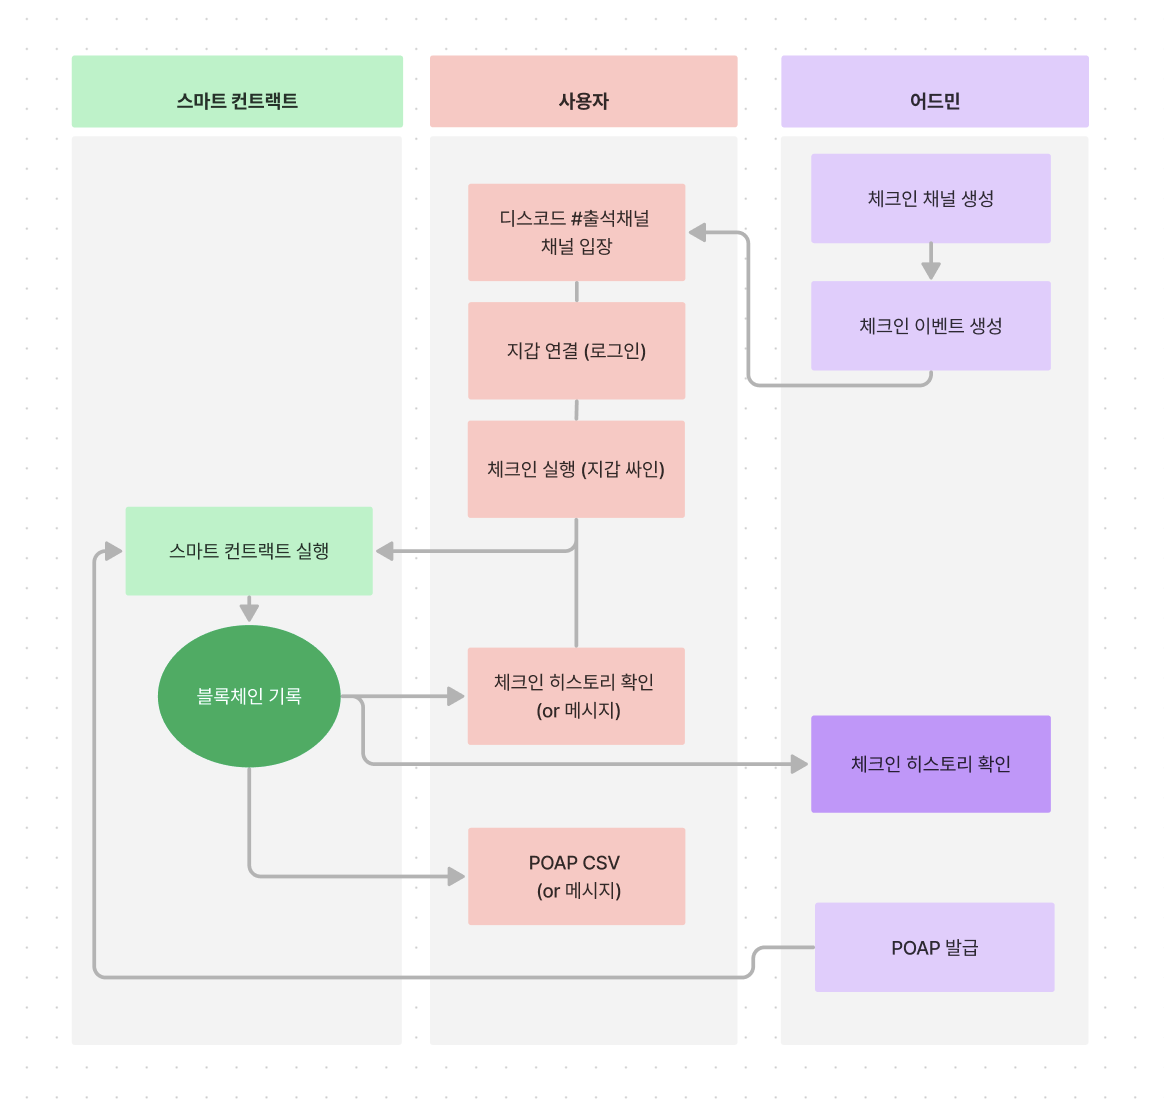 스마트 컨트랙트
사용자
어드민
체크인 채널 생성
디스코드 #출석채널
채널 입장
체크인 이벤트 생성
지갑 연결 (로그인)
체크인 실행 (지갑 싸인)
스마트 컨트랙트 실행
블록체인 기록
체크인 히스토리 확인
(or 메시지)
체크인 히스토리 확인
POAP CSV
(or 메시지)
POAP 발급